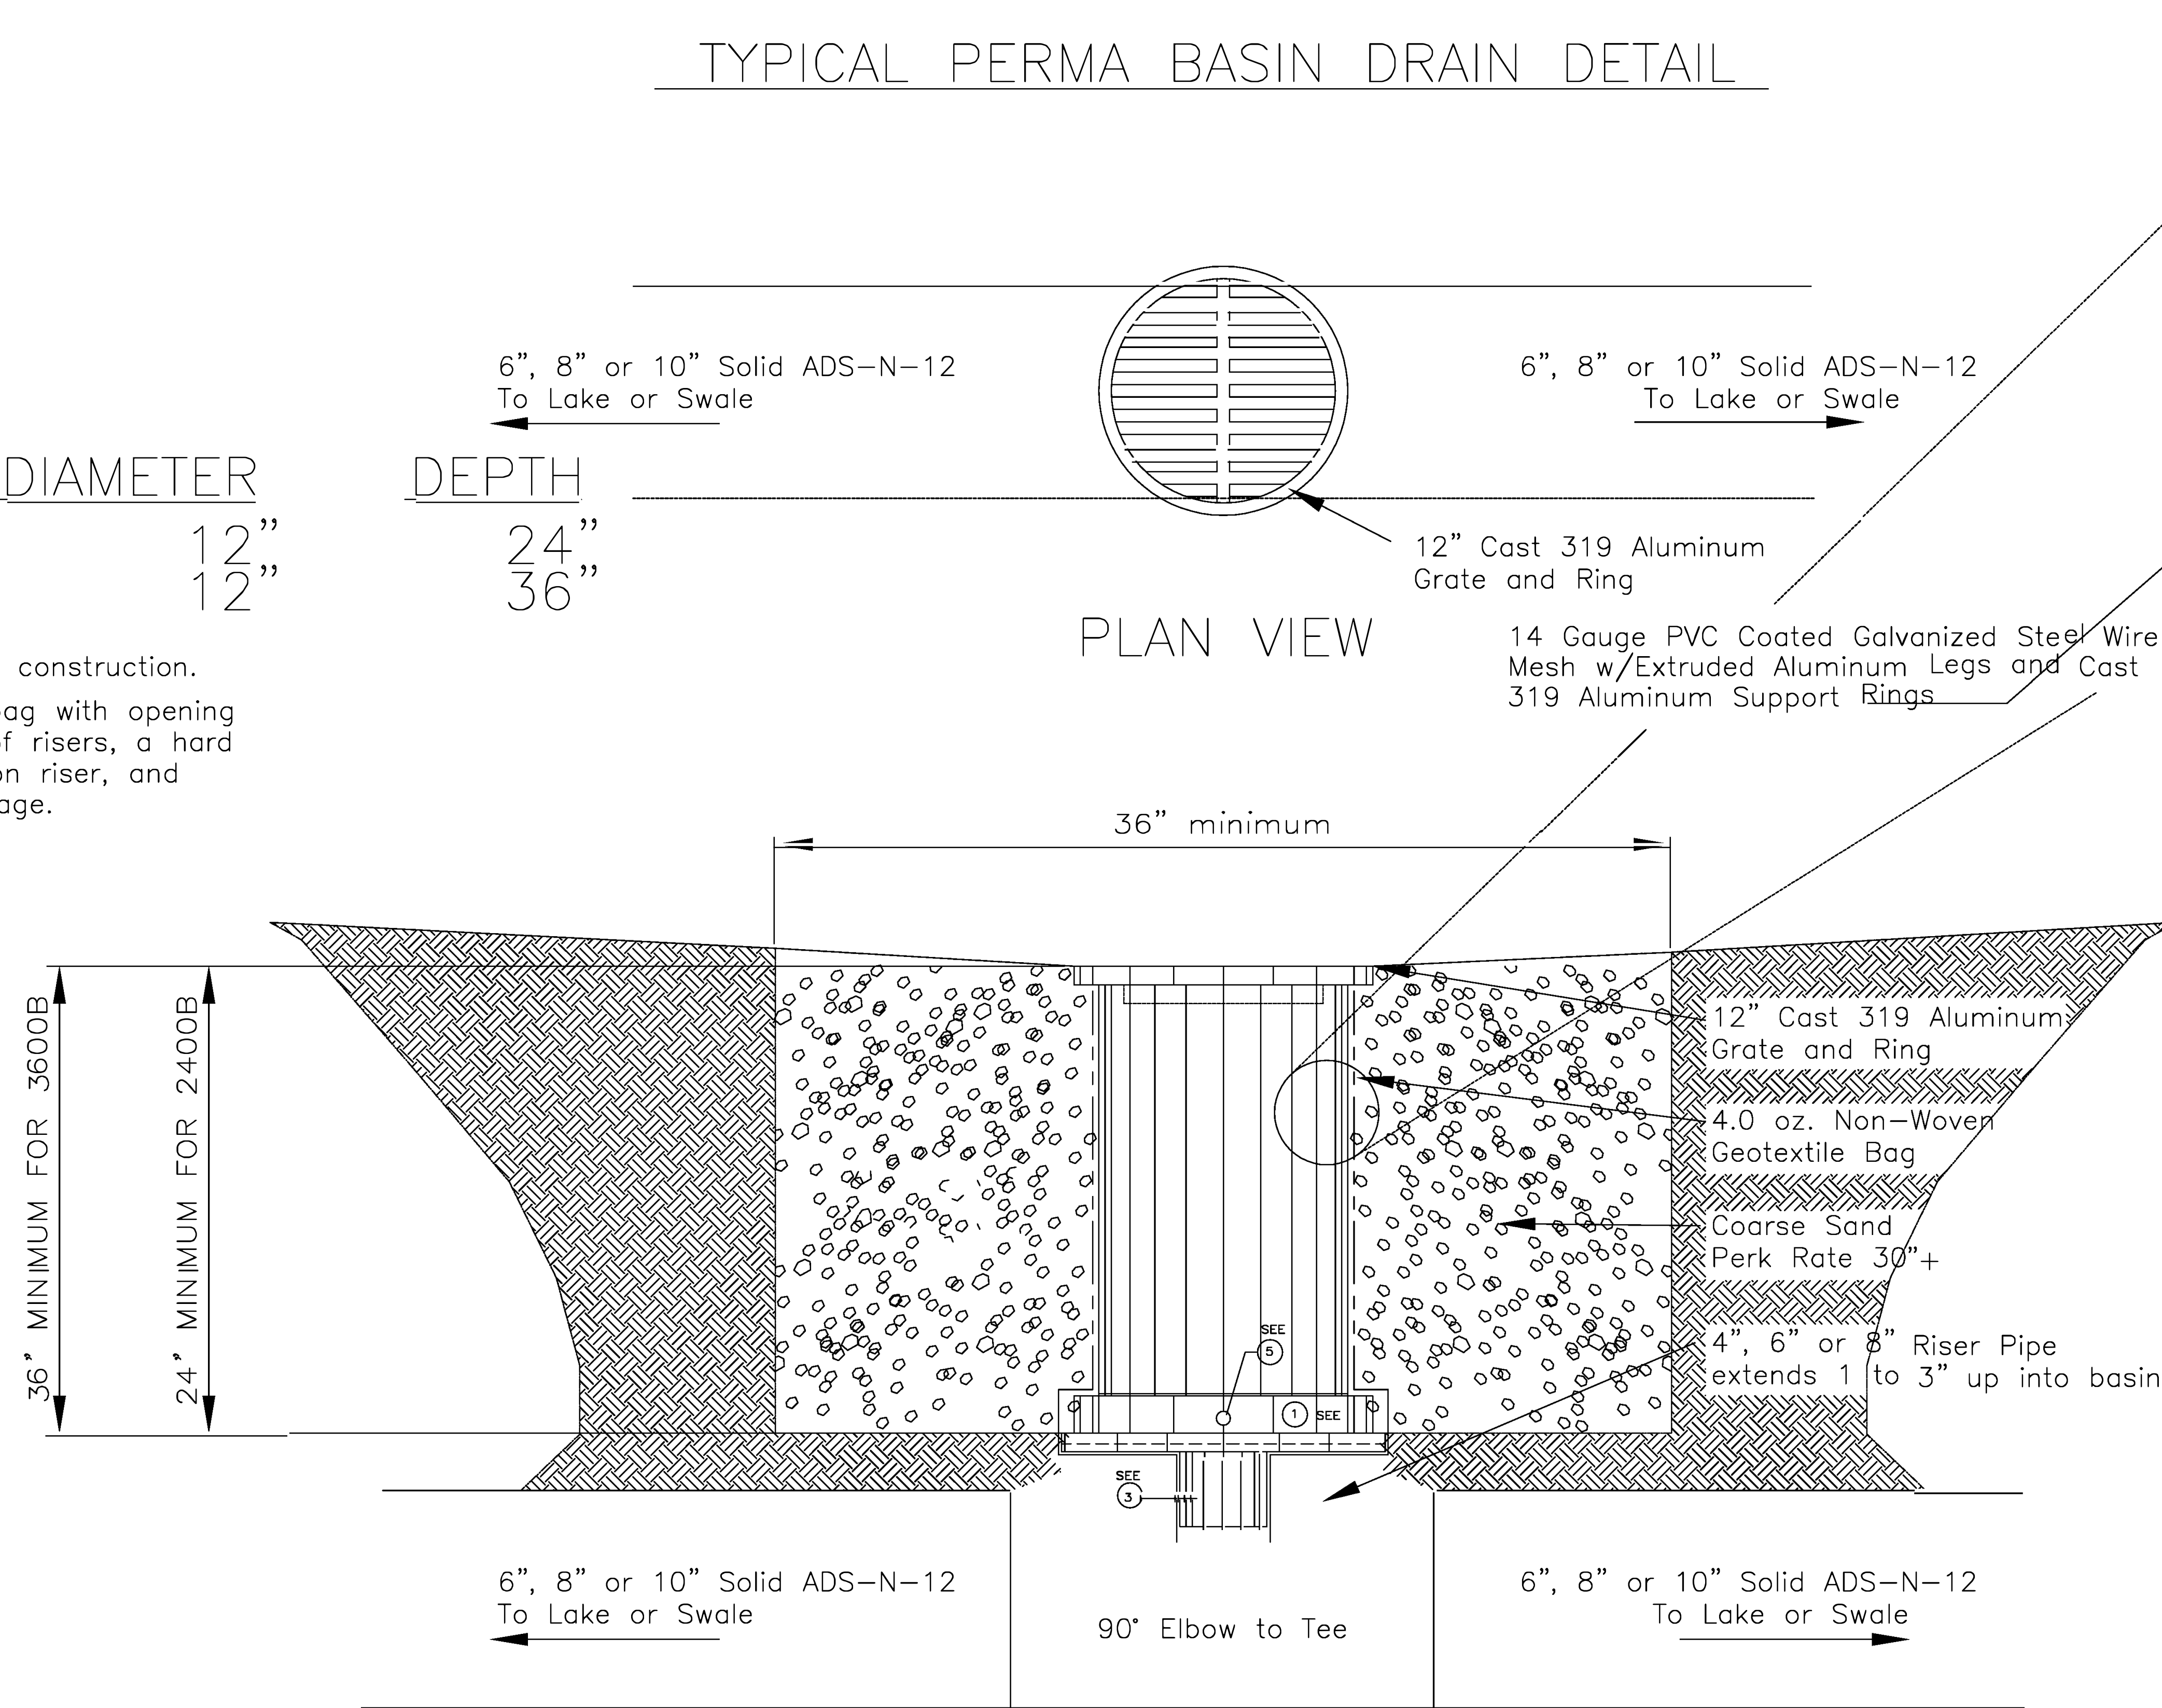 TYPICAL PERMA BASIN DRAIN DETAIL
6”, 8” or 10” Solid ADS-N-12
To Lake or Swale
6”, 8” or 10” Solid ADS-N-12
To Lake or Swale
DIAMETER DEPTH
12” 24”
12” 36”
12” Cast 319 Aluminum
Grate and Ring
PLAN VIEW
14 Gauge PVC Coated Galvanized Steel Wire
Mesh w/Extruded Aluminum Legs and Cast
319 Aluminum Support Rings
construction.
with opening
risers, a hard
riser, and
36” minimum
36” MINIMUM FOR 3600B
24” MINIMUM FOR 2400B
12” Cast 319 Aluminum
Grate and Ring
4.0 oz. Non-Woven
Geotextile Bag
Coarse Sand
Perk Rate 30”+
4”, 6” or 8” Riser Pipe
extends 1 to 3” up into basin
SEE
5
1 SEE
SEE
3
6”, 8” or 10” Solid ADS-N-12
To Lake or Swale
90° Elbow to Tee
6”, 8” or 10” Solid ADS-N-12
To Lake or Swale